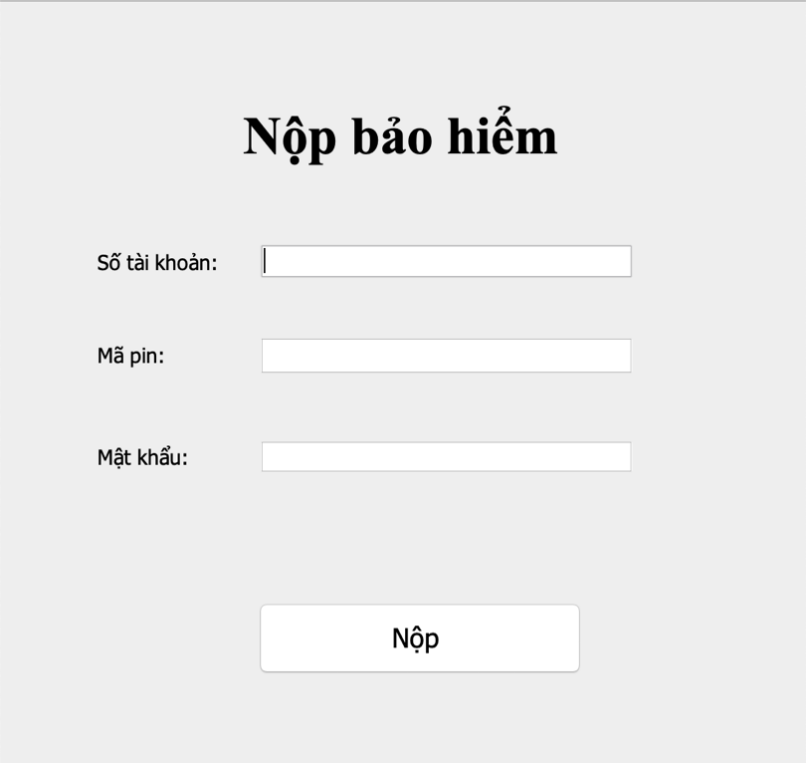 Nộp bảo hiểm
Số tài khoản:
Mã pin:
Mật khẩu:
Nộp